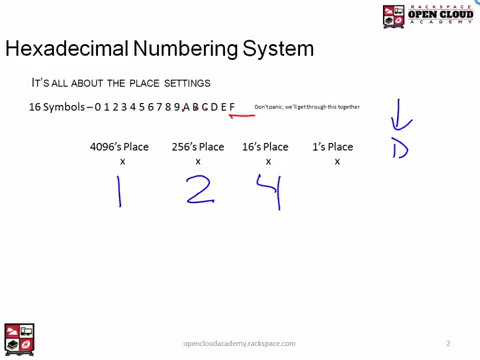 RACKSPACE
OPEN CLOUD
ACADEMY
Hexadecimal Numbering System
IT'S ALL ABOUT THE PLACE SETTINGS
16 Symbols – 0 1 2 3 4 5 6 7 8 9 A B C D E F Don't panic, we'll get through this together
4096's Place 256's Place 16's Place 1's Place D
x x x x
1 2 4
opencloudacademy.rackspace.com 2